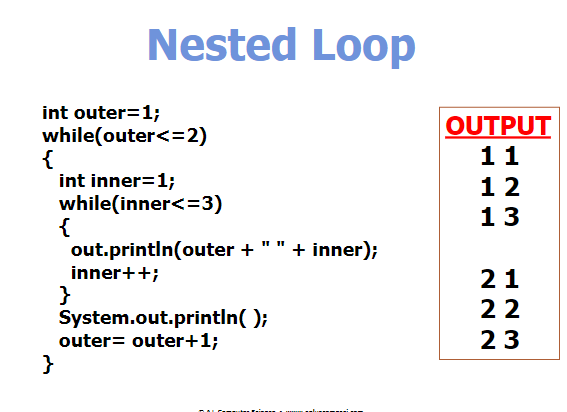 Nested Loop
int outer=1;
while(outer<=2)
{
int inner=1;
while(inner<=3)
{
out.println(outer + " " + inner);
inner++;
}
System.out.println( );
outer= outer+1;
}
OUTPUT
1 1
1 2
1 3
2 1
2 2
2 3